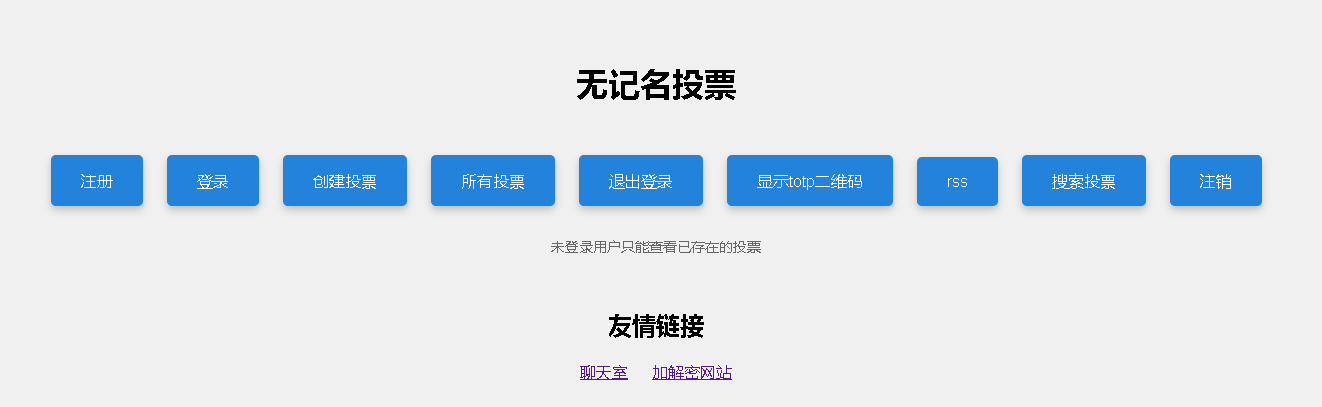 无记名投票
注册 登录 创建投票 所有投票 退出登录 显示totp二维码 rss 搜索投票 注销
未登录用户只能查看已存在的投票
友情链接
聊天室 加解密网站